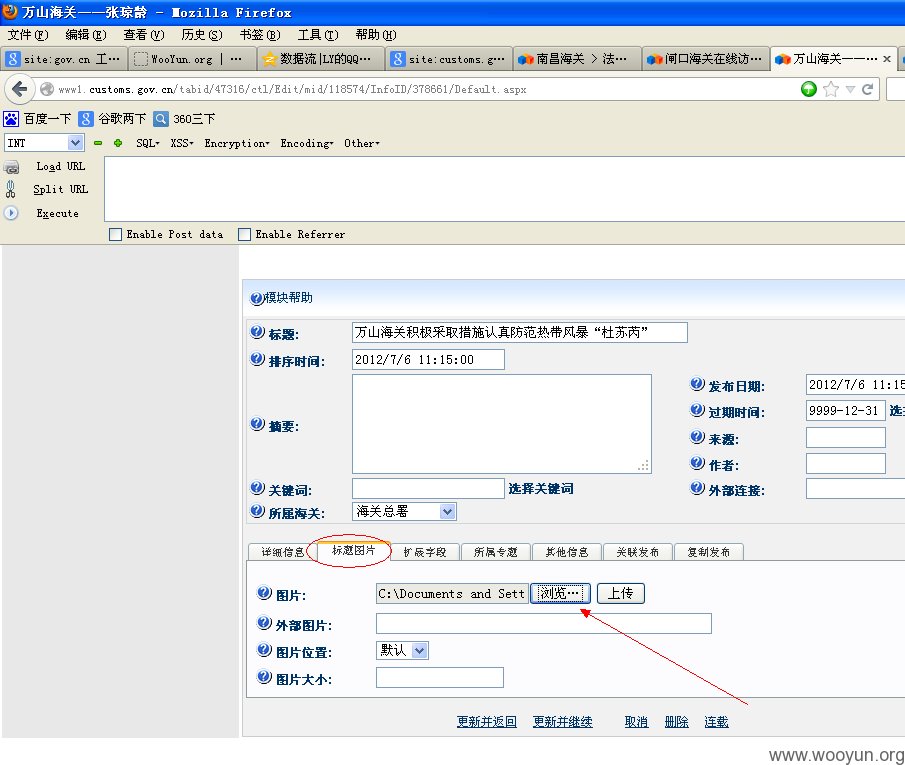 万山海关——张琼龄 - Mozilla Firefox
文件(F) 编辑(E) 查看(V) 历史(S) 书签(B) 工具(T) 帮助(H)
site:gov.cn 工··· WooYun.org | ··· 数据流|LY的QQ··· site:customs.g··· 南昌海关 > 法··· 闸口海关在线访··· 万山海关——···
www1.customs.gov.cn/tabid/47316/ctl/Edit/mid/118574/InfoID/378661/Default.aspx
百度一下 谷歌两下 360三下
INT SQL XSS Encryption Encoding Other
Load URL
Split URL
Execute
Enable Post data Enable Referrer
模块帮助
标题: 万山海关积极采取措施认真防范热带风暴“杜苏芮”
排序时间: 2012/7/6 11:15:00
发布日期: 2012/7/6 11:15
过期时间: 9999-12-31
摘要:
来源:
作者:
关键词: 选择关键词
外部连接:
所属海关: 海关总署
详细信息 标题图片 扩展字段 所属专题 其他信息 关联发布 复制发布
图片: C:\Documents and Sett 浏览··· 上传
外部图片:
图片位置: 默认
图片大小:
更新并返回 更新并继续 取消 删除 连载
www.wooyun.org